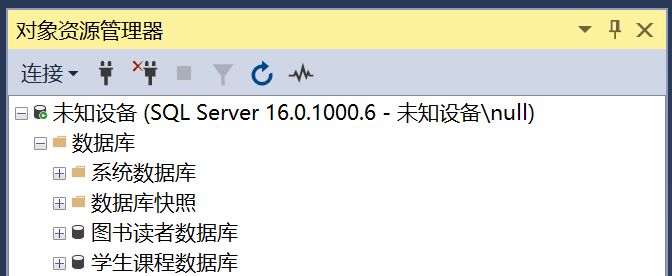 对象资源管理器
连接
未知设备 (SQL Server 16.0.1000.6 - 未知设备\null)
数据库
系统数据库
数据库快照
图书读者数据库
学生课程数据库